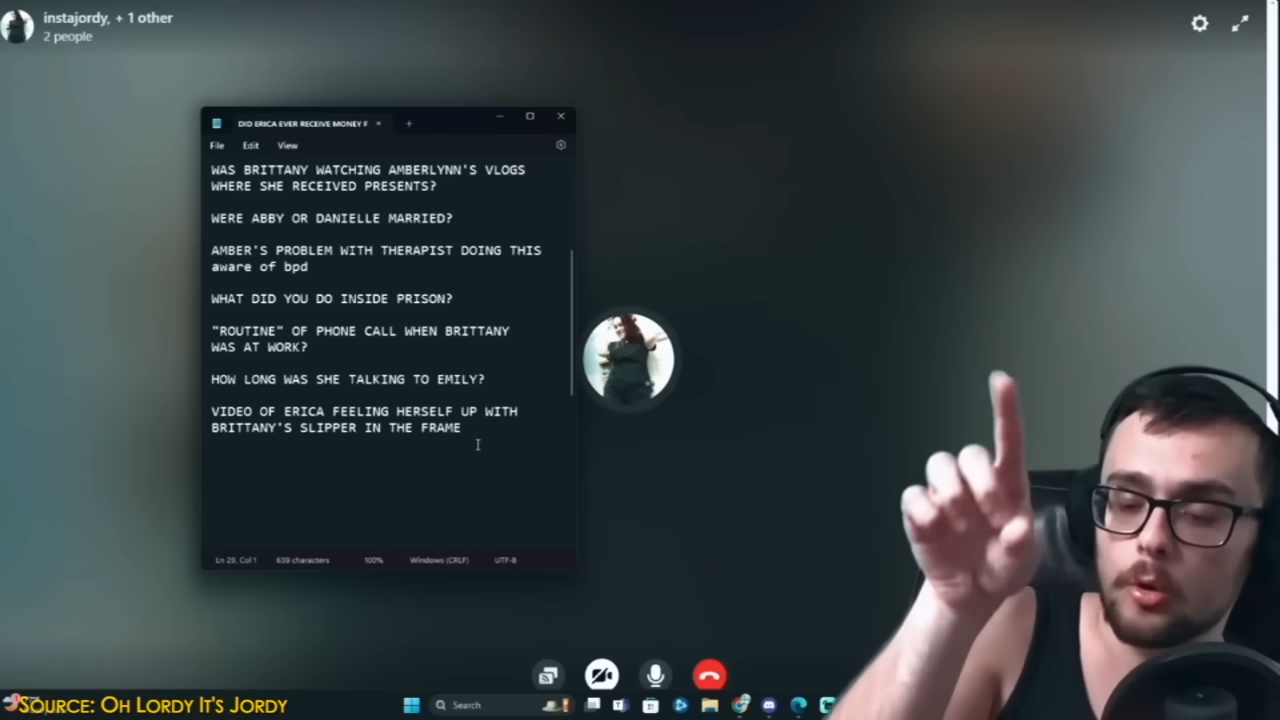 instajordy, + 1 other
2 people
DID ERICA EVER RECEIVE MONEY F
File Edit View
WAS BRITTANY WATCHING AMBERLYNN'S VLOGS
WHERE SHE RECEIVED PRESENTS?
WERE ABBY OR DANIELLE MARRIED?
AMBER'S PROBLEM WITH THERAPIST DOING THIS
aware of bpd
WHAT DID YOU DO INSIDE PRISON?
"ROUTINE" OF PHONE CALL WHEN BRITTANY
WAS AT WORK?
HOW LONG WAS SHE TALKING TO EMILY?
VIDEO OF ERICA FEELING HERSELF UP WITH
BRITTANY'S SLIPPER IN THE FRAME
Ln 29, Col 1 639 characters 100% Windows (CRLF) UTF-8
Search
Source: Oh Lordy It's Jordy